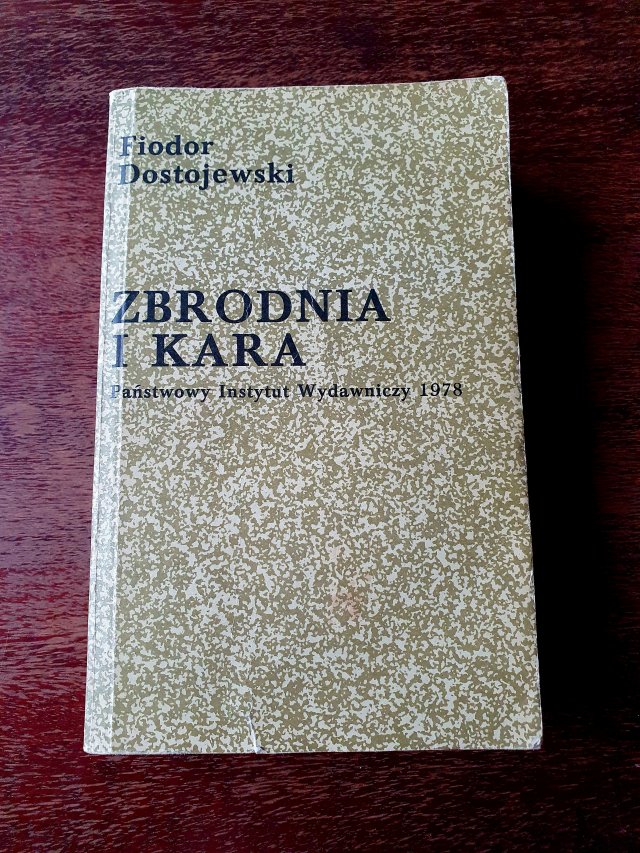 Fiodor
Dostojewski
ZBRODNIA
I KARA
Państwowy Instytut Wydawniczy 1978